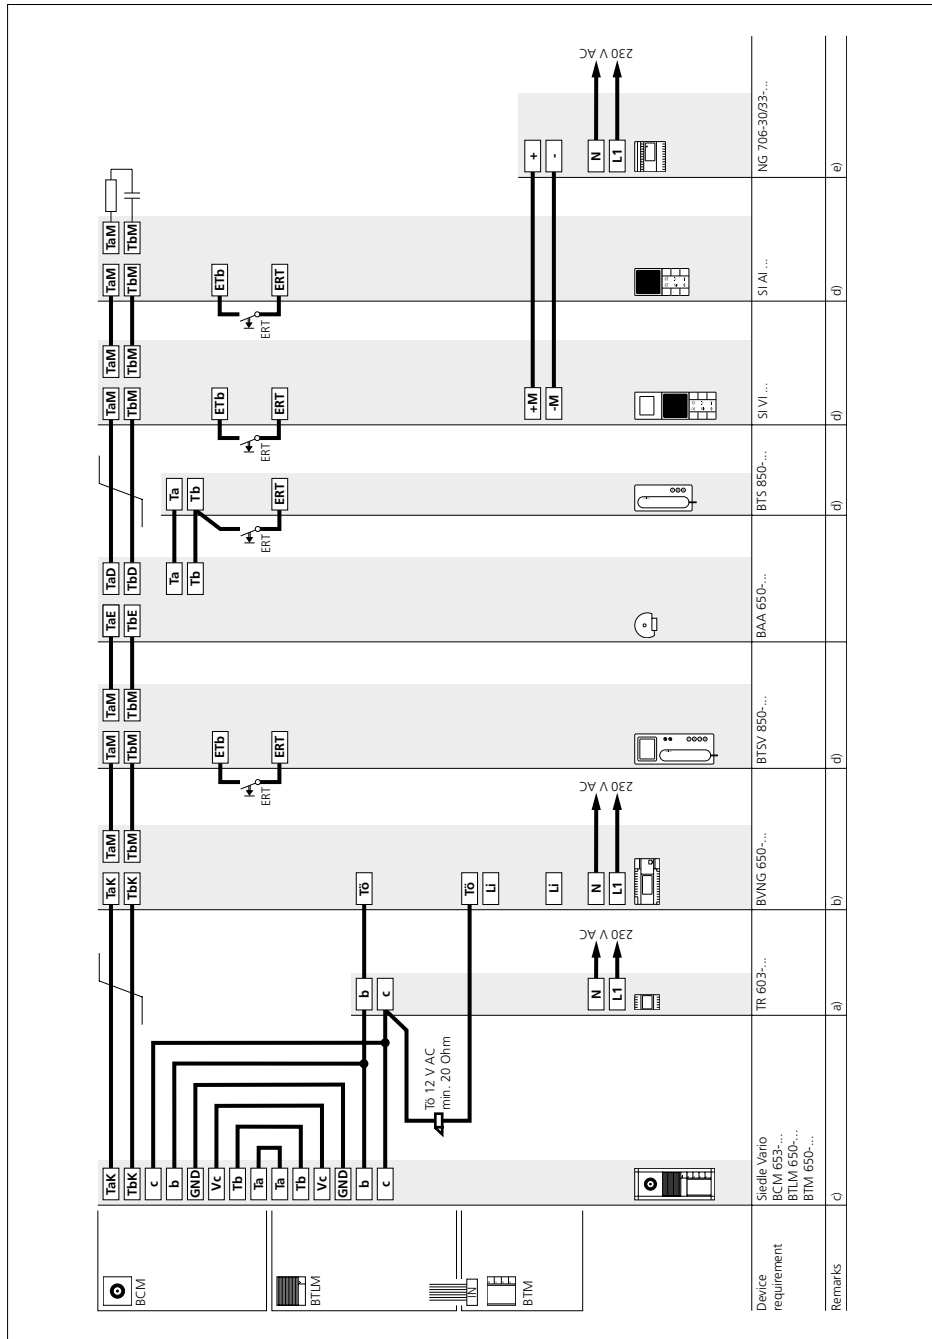 TaK TaK TaM TaM TaM TaE TaD TaM TaM TaM TaM
TbK TbK TbM TbM TbM TbE TbD TbM TbM TbM TbM
BCM
c
b Ta Ta
GND Tb Tb
Vc ETb ETb ETb
Tb
Ta
ERT ERT ERT ERT
Ta ERT ERT ERT ERT
Tb
BTLM
Vc
GND
b b Tö
c c
Tö 12 V AC
min. 20 Ohm
IN Tö
Li
BTM
+M +
Li -M -
N N N
230 V AC 230 V AC 230 V AC
L1 L1 L1
Device
requirement
Siedle Vario
BCM 653-...
BTLM 650-...
BTM 650-...
TR 603-...
BVNG 650-...
BTSV 850-...
BAA 650-...
BTS 850-...
SI VI ...
SI AI ...
NG 706-30/33-...
Remarks c) a) b) d) d) d) d) e)